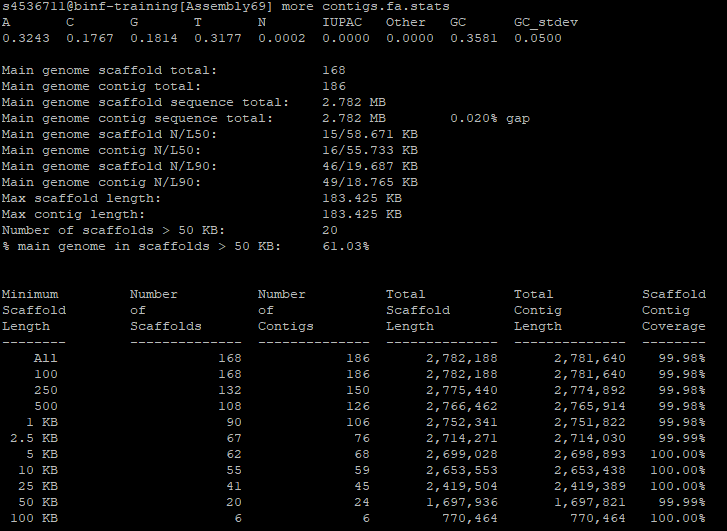 s4536711@binf-training[Assembly69] more contigs.fa.stats
A C G T N IUPAC Other GC GC_stdev
0.3243 0.1767 0.1814 0.3177 0.0002 0.0000 0.0000 0.3581 0.0500
Main genome scaffold total: 168
Main genome contig total: 186
Main genome scaffold sequence total: 2.782 MB
Main genome contig sequence total: 2.782 MB 0.020% gap
Main genome scaffold N/L50: 15/58.671 KB
Main genome contig N/L50: 16/55.733 KB
Main genome scaffold N/L90: 46/19.687 KB
Main genome contig N/L90: 49/18.765 KB
Max scaffold length: 183.425 KB
Max contig length: 183.425 KB
Number of scaffolds > 50 KB: 20
% main genome in scaffolds > 50 KB: 61.03%
Minimum Number Number Total Total Scaffold
Scaffold of of Scaffold Contig Contig
Length Scaffolds Contigs Length Length Coverage
-------- -------------- -------------- -------------- -------------- --------
All 168 186 2,782,188 2,781,640 99.98%
100 168 186 2,782,188 2,781,640 99.98%
250 132 150 2,775,440 2,774,892 99.98%
500 108 126 2,766,462 2,765,914 99.98%
1 KB 90 106 2,752,341 2,751,822 99.98%
2.5 KB 67 76 2,714,271 2,714,030 99.99%
5 KB 62 68 2,699,028 2,698,893 100.00%
10 KB 55 59 2,653,553 2,653,438 100.00%
25 KB 41 45 2,419,504 2,419,389 100.00%
50 KB 20 24 1,697,936 1,697,821 99.99%
100 KB 6 6 770,464 770,464 100.00%